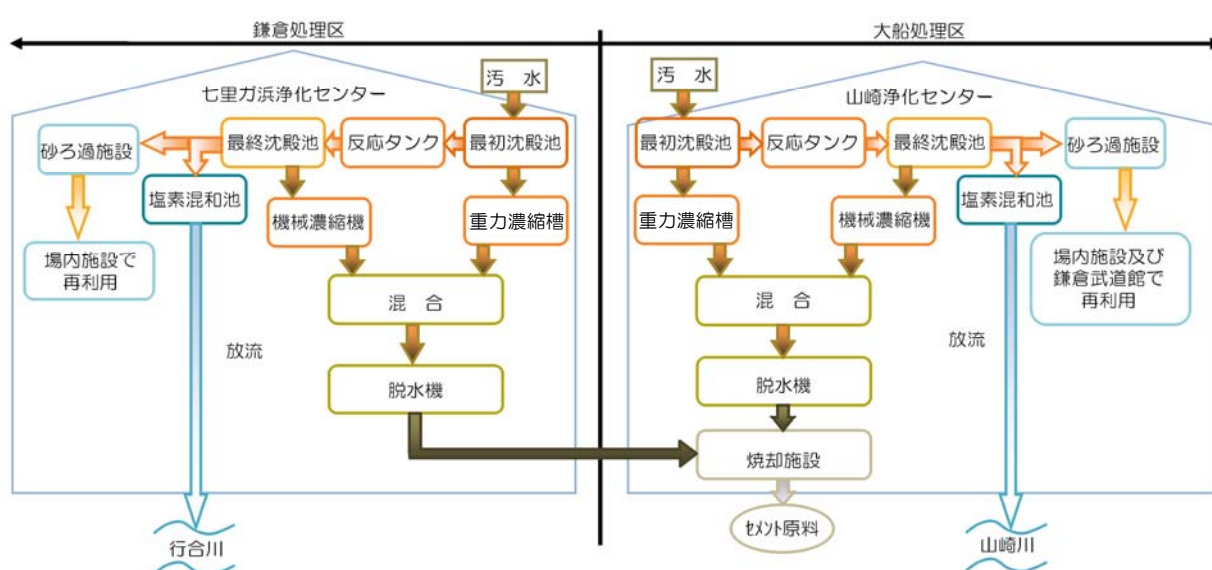 鎌倉処理区
大船処理区
汚 水
七里ガ浜浄化センター
砂ろ過施設
最終沈殿池
反応タンク
最初沈殿池
塩素混和池
機械濃縮機
重力濃縮槽
場内施設で
再利用
混 合
放流
脱水機
行合川
汚 水
山崎浄化センター
最初沈殿池
反応タンク
最終沈殿池
砂ろ過施設
重力濃縮槽
機械濃縮機
塩素混和池
場内施設及び
鎌倉武道館で
再利用
混 合
放流
脱水機
焼却施設
ｾﾒﾝﾄ原料
山崎川